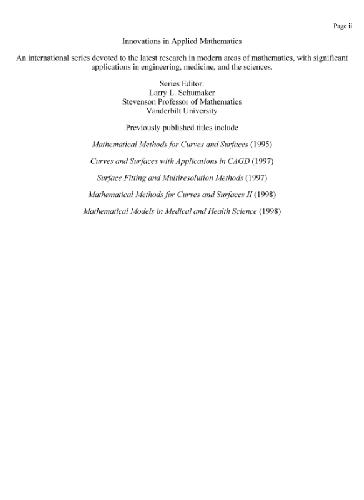 Page ii
Innovations in Applied Mathematics
An international series devoted to the latest research in modern areas of mathematics, with significant
applications in engineering, medicine, and the sciences.
Series Editor:
Larry L. Schumaker
Stevenson Professor of Mathematics
Vanderbilt University
Previously published titles include
Mathematical Methods for Curves and Surfaces (1995)
Curves and Surfaces with Applications in CAGD (1997)
Surface Fitting and Multiresolution Methods (1997)
Mathematical Methods for Curves and Surfaces II (1998)
Mathematical Models in Medical and Health Science (1998)